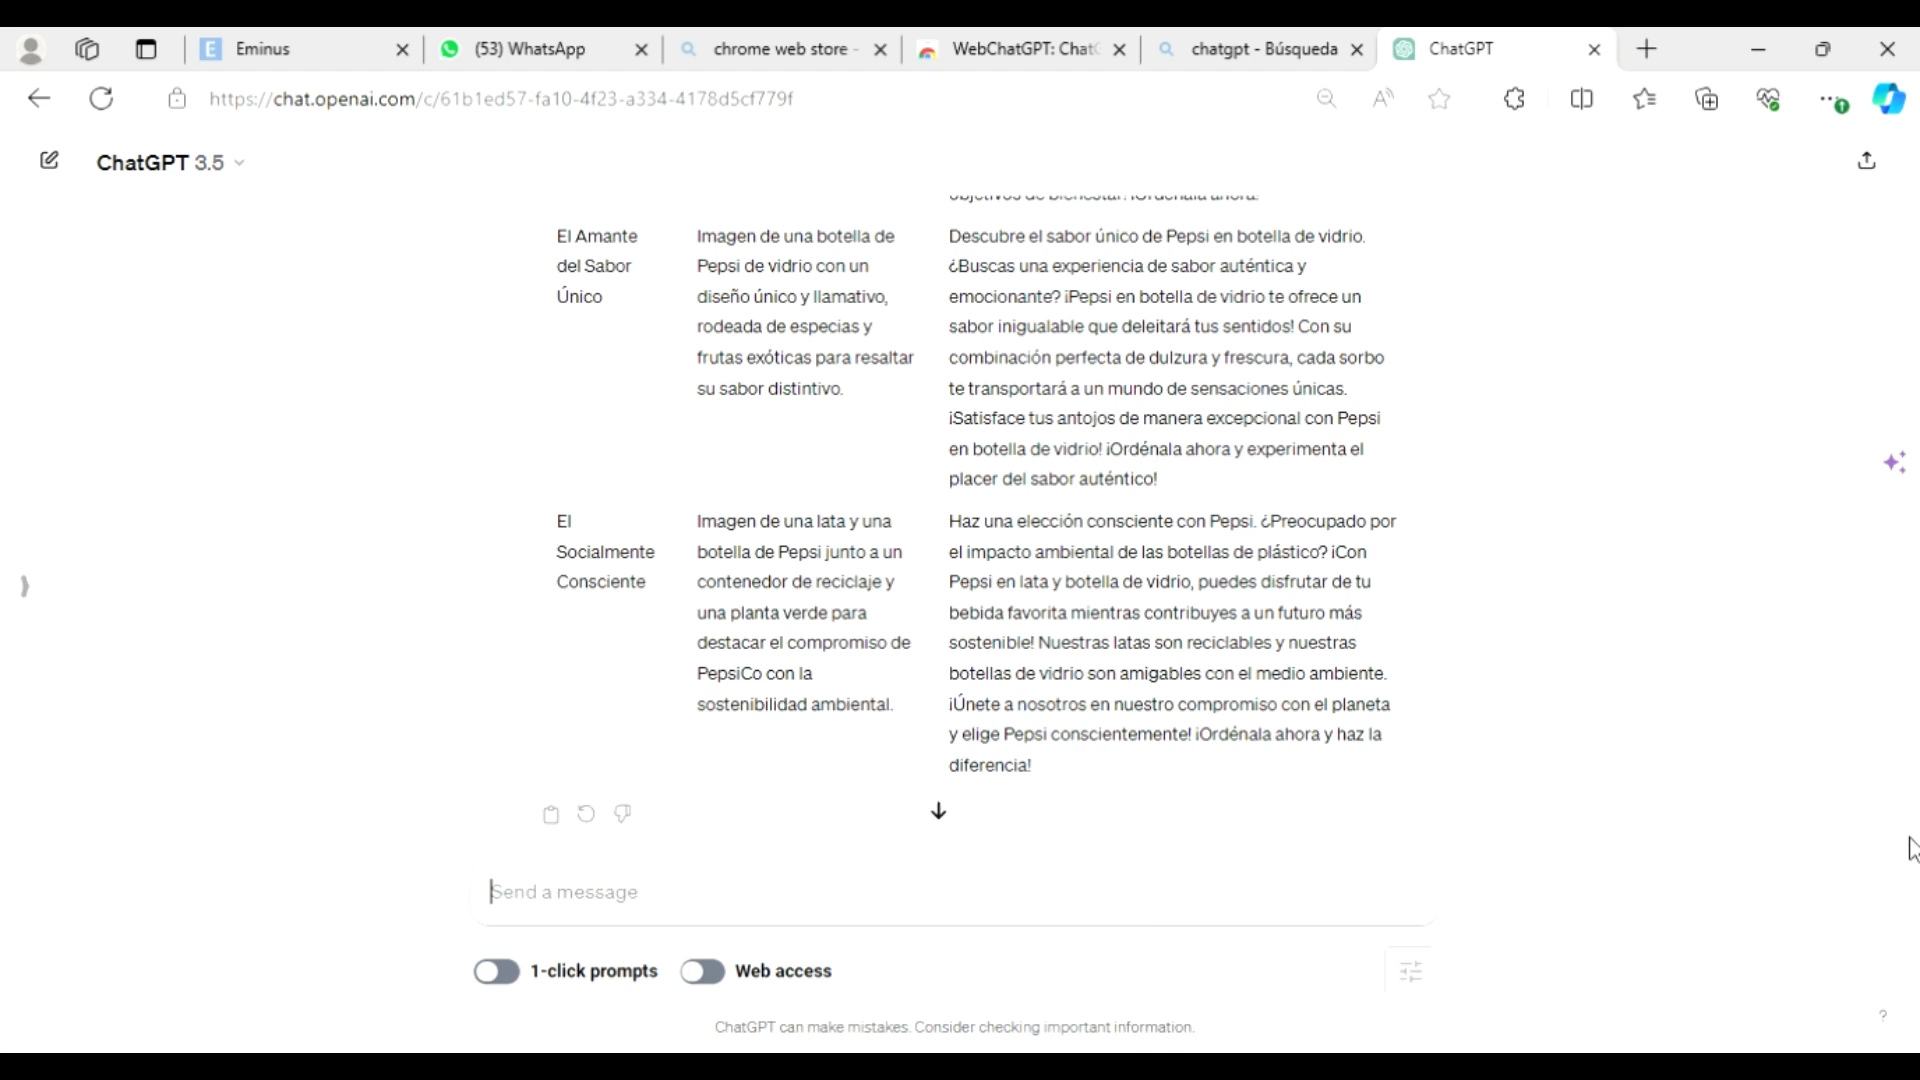 Eminus
(53) WhatsApp
chrome web store -
WebChatGPT: ChatG
chatgpt - Búsqueda
ChatGPT
https://chat.openai.com/c/61b1ed57-fa10-4f23-a334-4178d5cf779f
ChatGPT 3.5
objetivos de bienestar! ¡Ordénala ahora!
El Amante
del Sabor
Único
Imagen de una botella de
Pepsi de vidrio con un
diseño único y llamativo,
rodeada de especias y
frutas exóticas para resaltar
su sabor distintivo.
Descubre el sabor único de Pepsi en botella de vidrio.
¿Buscas una experiencia de sabor auténtica y
emocionante? ¡Pepsi en botella de vidrio te ofrece un
sabor inigualable que deleitará tus sentidos! Con su
combinación perfecta de dulzura y frescura, cada sorbo
te transportará a un mundo de sensaciones únicas.
¡Satisface tus antojos de manera excepcional con Pepsi
en botella de vidrio! ¡Ordénala ahora y experimenta el
placer del sabor auténtico!
El
Socialmente
Consciente
Imagen de una lata y una
botella de Pepsi junto a un
contenedor de reciclaje y
una planta verde para
destacar el compromiso de
PepsiCo con la
sostenibilidad ambiental.
Haz una elección consciente con Pepsi. ¿Preocupado por
el impacto ambiental de las botellas de plástico? ¡Con
Pepsi en lata y botella de vidrio, puedes disfrutar de tu
bebida favorita mientras contribuyes a un futuro más
sostenible! Nuestras latas son reciclables y nuestras
botellas de vidrio son amigables con el medio ambiente.
¡Únete a nosotros en nuestro compromiso con el planeta
y elige Pepsi conscientemente! ¡Ordénala ahora y haz la
diferencia!
Send a message
1-click prompts
Web access
ChatGPT can make mistakes. Consider checking important information.
?